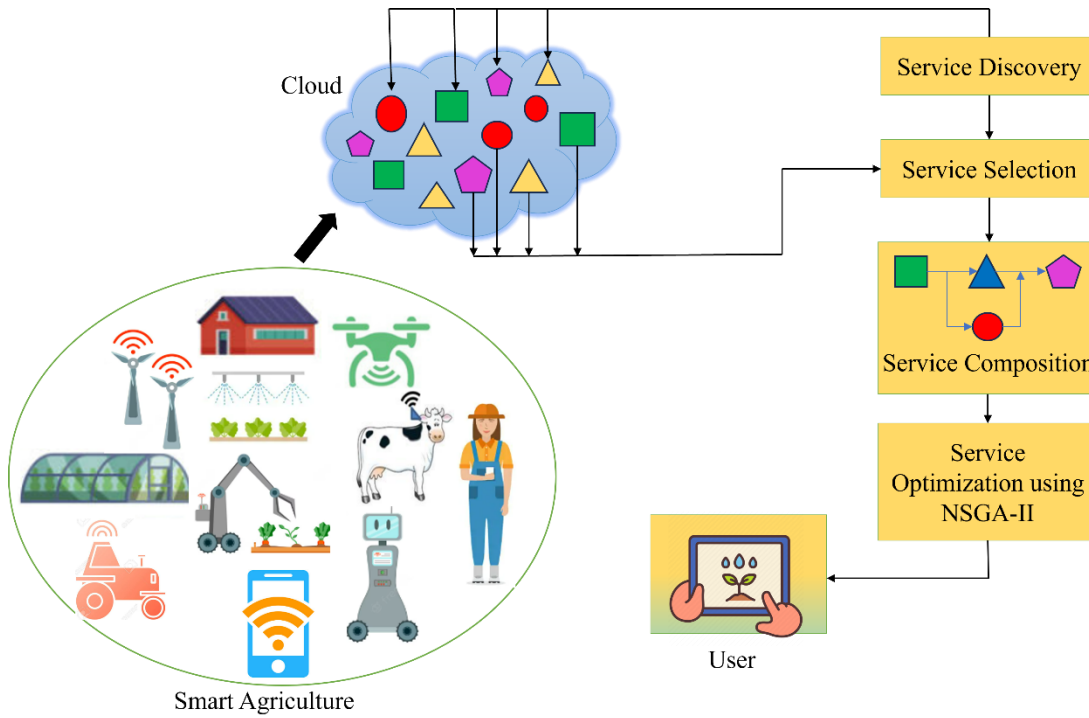 Cloud
Service Discovery
Service Selection
Service Composition
Service
Optimization using
NSGA-II
User
Smart Agriculture